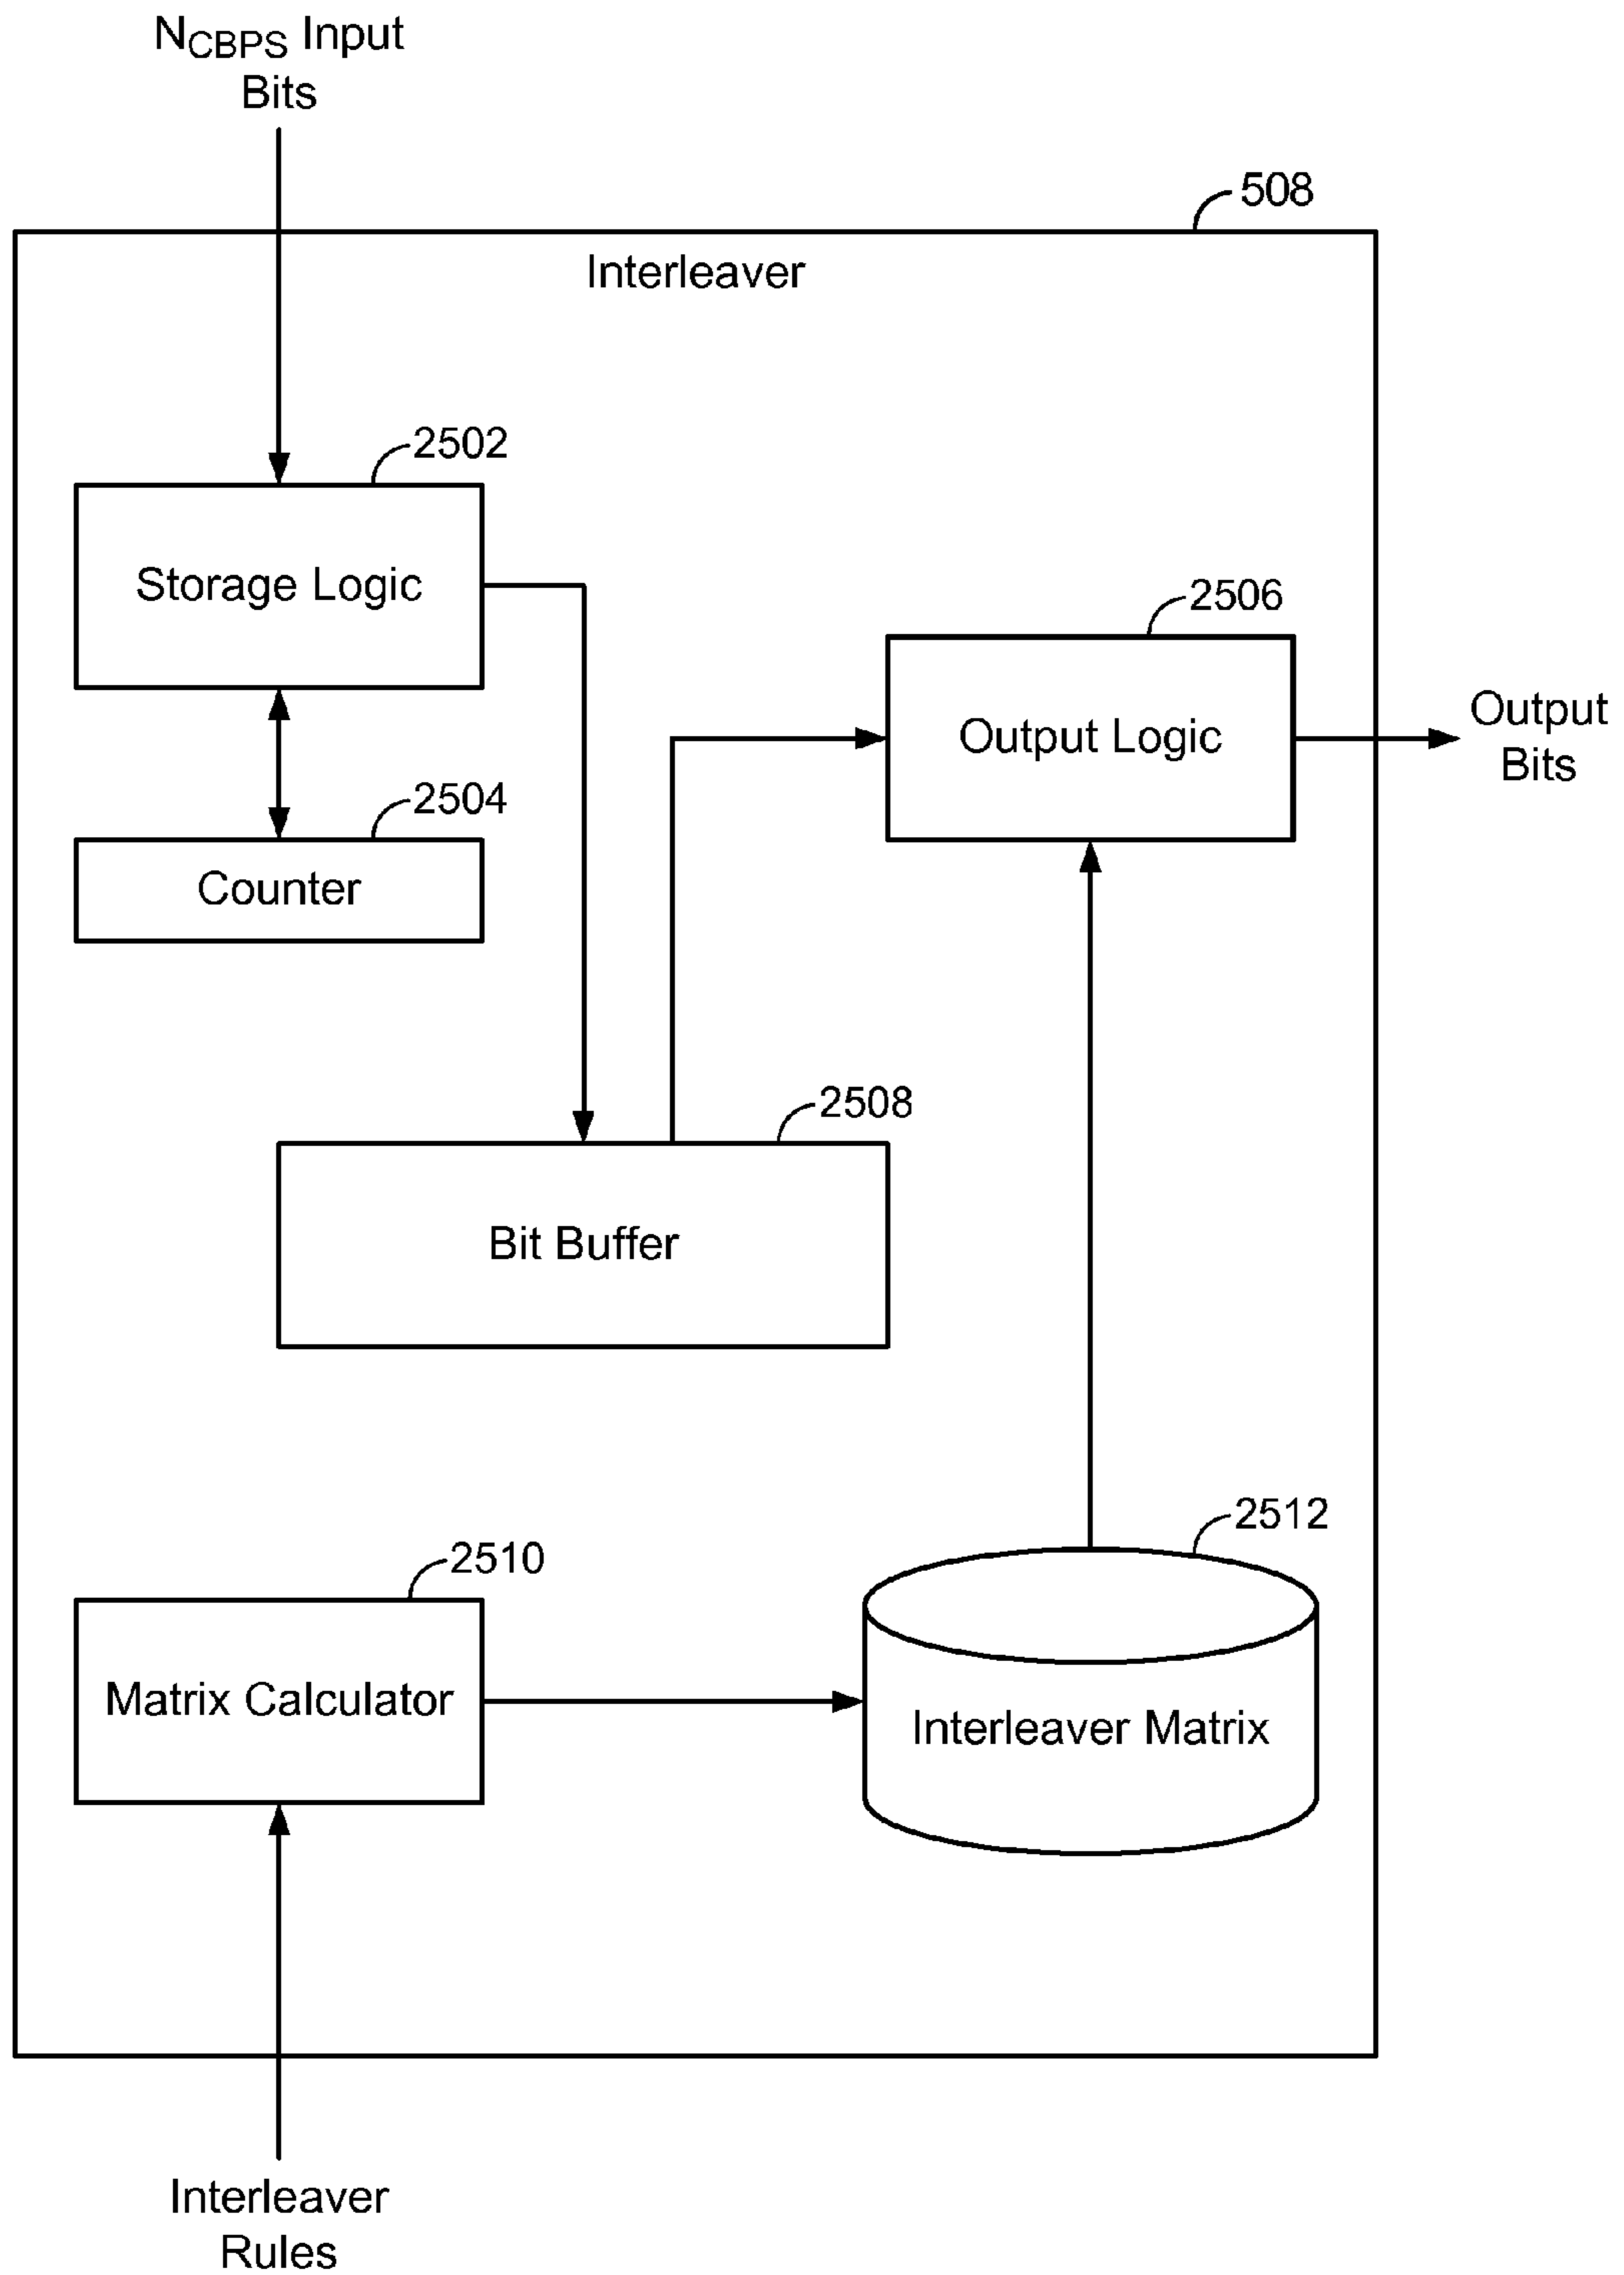 NCBPS Input
Bits
508
Interleaver
2502
Storage Logic
2506
Output Logic
Output
Bits
2504
Counter
2508
Bit Buffer
2512
2510
Matrix Calculator
Interleaver Matrix
Interleaver
Rules